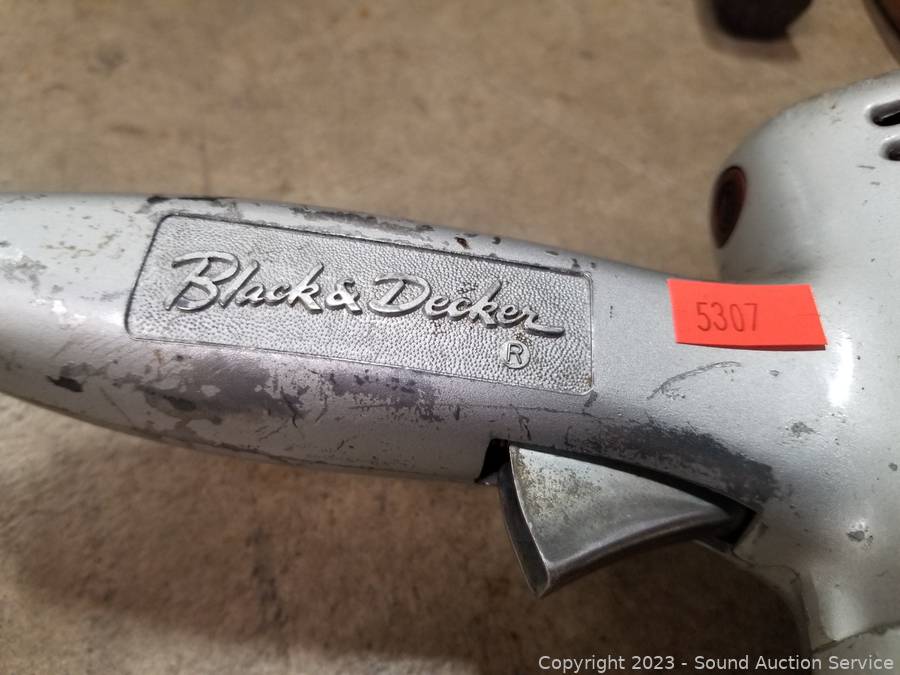 Black & Decker
®
5307
Copyright 2023 - Sound Auction Service